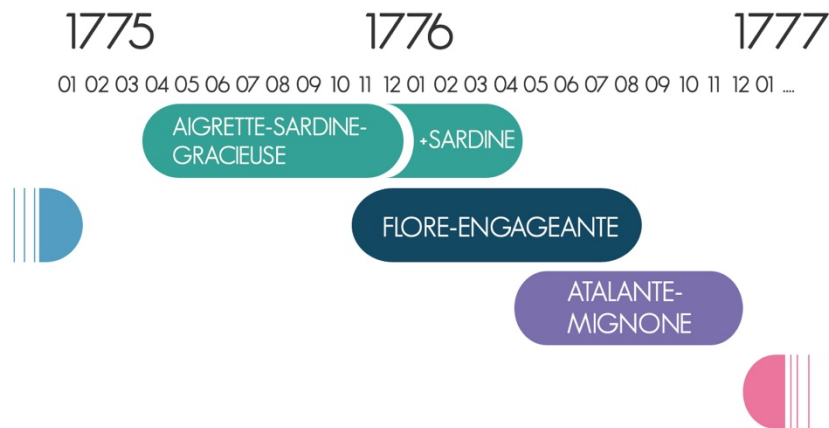 1775 1776 1777
01 02 03 04 05 06 07 08 09 10 11 12 01 02 03 04 05 06 07 08 09 10 11 12 01 ....
AIGRETTE-SARDINE-
GRACIEUSE
+SARDINE
FLORE-ENGAGEANTE
ATALANTE-
MIGNONE